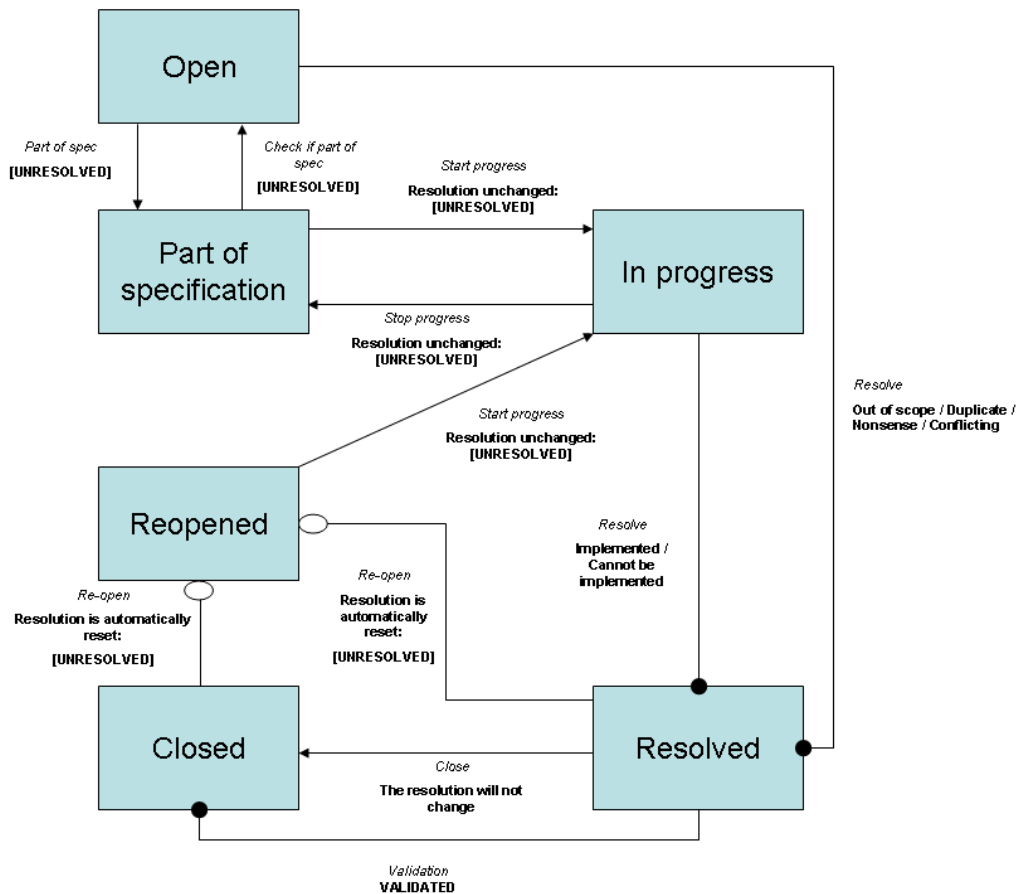 Open
Part of spec
[UNRESOLVED]
Check if part of
spec
[UNRESOLVED]
Start progress
Resolution unchanged:
[UNRESOLVED]
Part of
specification
In progress
Stop progress
Resolution unchanged:
[UNRESOLVED]
Resolve
Out of scope / Duplicate /
Nonsense / Conflicting
Start progress
Resolution unchanged:
[UNRESOLVED]
Reopened
Resolve
Implemented /
Cannot be
implemented
Re-open
Resolution is automatically
reset:
[UNRESOLVED]
Re-open
Resolution is
automatically
reset:
[UNRESOLVED]
Closed
Resolved
Close
The resolution will not
change
Validation
VALIDATED